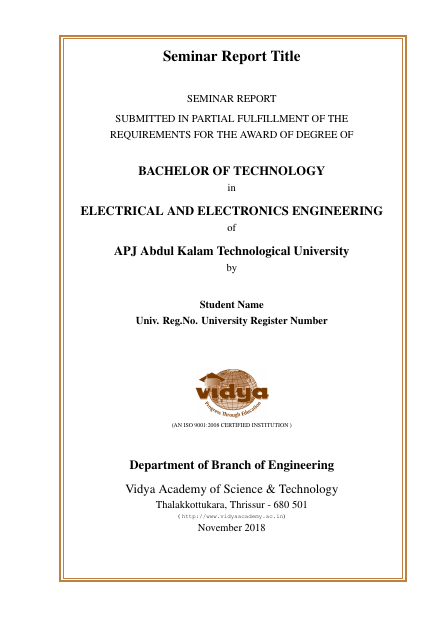 Seminar Report Title
SEMINAR REPORT
SUBMITTED IN PARTIAL FULFILLMENT OF THE
REQUIREMENTS FOR THE AWARD OF DEGREE OF
BACHELOR OF TECHNOLOGY
in
ELECTRICAL AND ELECTRONICS ENGINEERING
of
APJ Abdul Kalam Technological University
by
Student Name
Univ. Reg.No. University Register Number
vidya
Progress Through Education
(AN ISO 9001:2008 CERTIFIED INSTITUTION )
Department of Branch of Engineering
Vidya Academy of Science & Technology
Thalakkottukara, Thrissur - 680 501
(http://www.vidyaacademy.ac.in)
November 2018